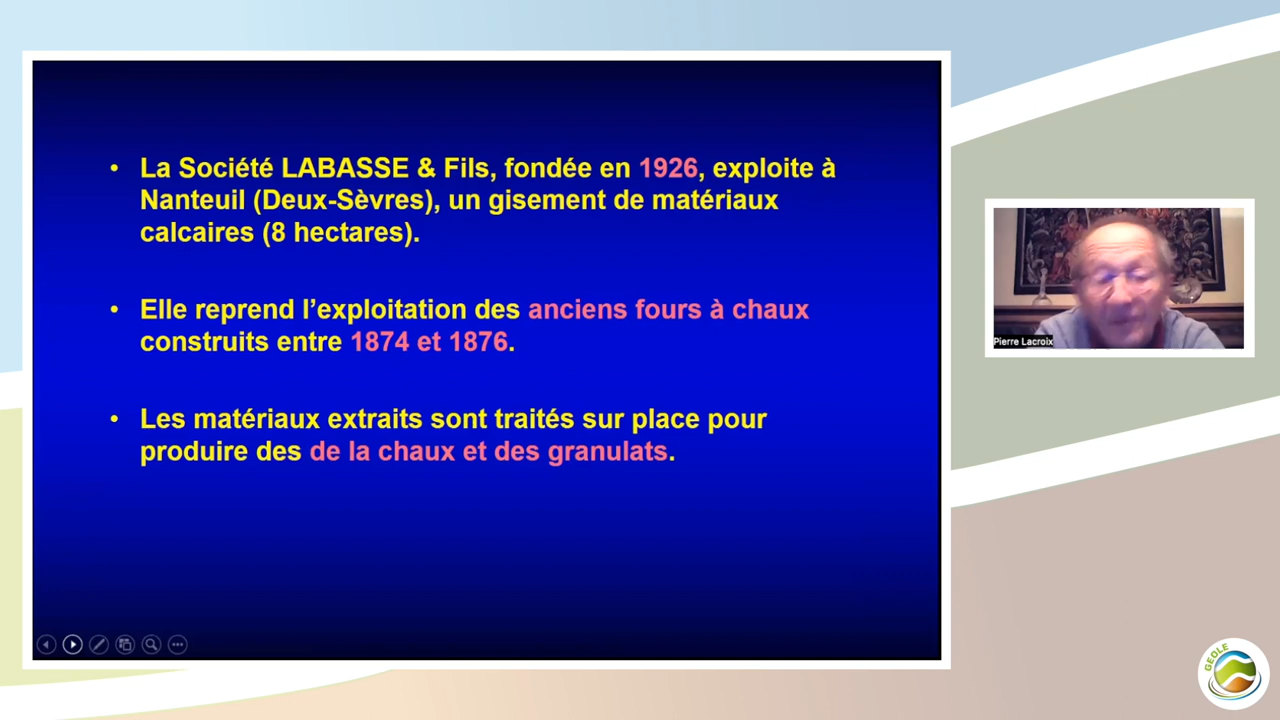 • La Société LABASSE & Fils, fondée en 1926, exploite à
Nanteuil (Deux-Sèvres), un gisement de matériaux
calcaires (8 hectares).
• Elle reprend l’exploitation des anciens fours à chaux
construits entre 1874 et 1876.
• Les matériaux extraits sont traités sur place pour
produire des de la chaux et des granulats.
Pierre Lacroix
GEOLE